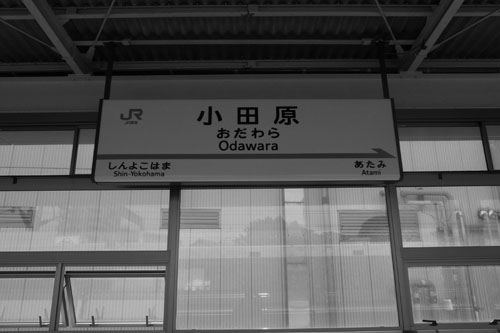 JR
小田原
おだわら
Odawara
しんよこはま
Shin-Yokohama
あたみ
Atami